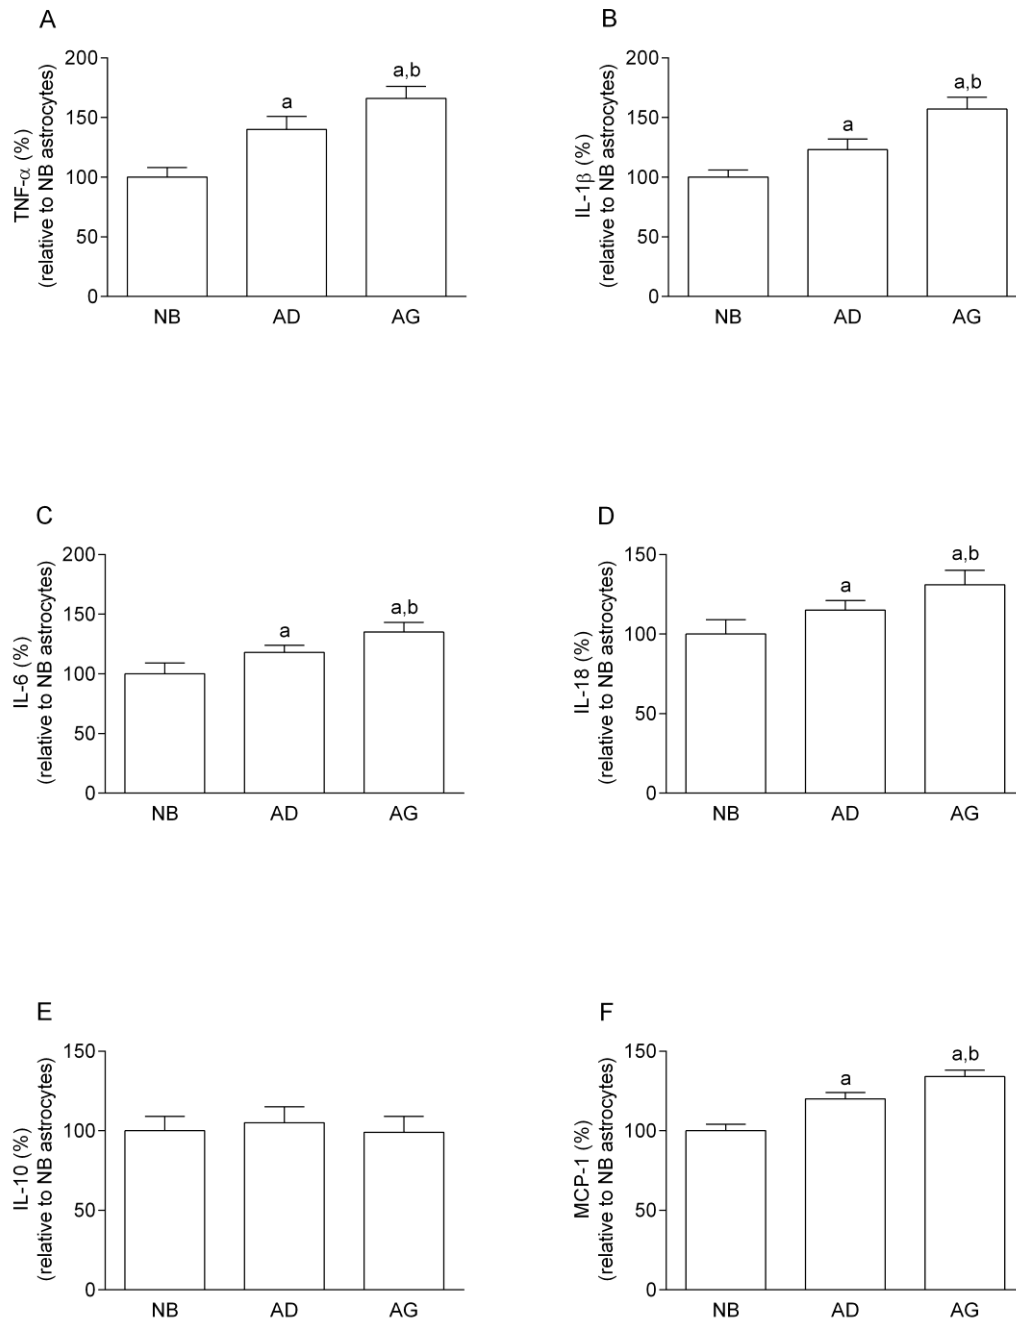 A
TNF-α (%)
(relative to NB astrocytes)
200
150
100
50
0
a
a,b
NB AD AG
B
IL-1β (%)
(relative to NB astrocytes)
200
150
100
50
0
a
a,b
NB AD AG
C
IL-6 (%)
(relative to NB astrocytes)
200
150
100
50
0
a
a,b
NB AD AG
D
IL-18 (%)
(relative to NB astrocytes)
150
100
50
0
a
a,b
NB AD AG
E
IL-10 (%)
(relative to NB astrocytes)
150
100
50
0
NB AD AG
F
MCP-1 (%)
(relative to NB astrocytes)
150
100
50
0
a
a,b
NB AD AG